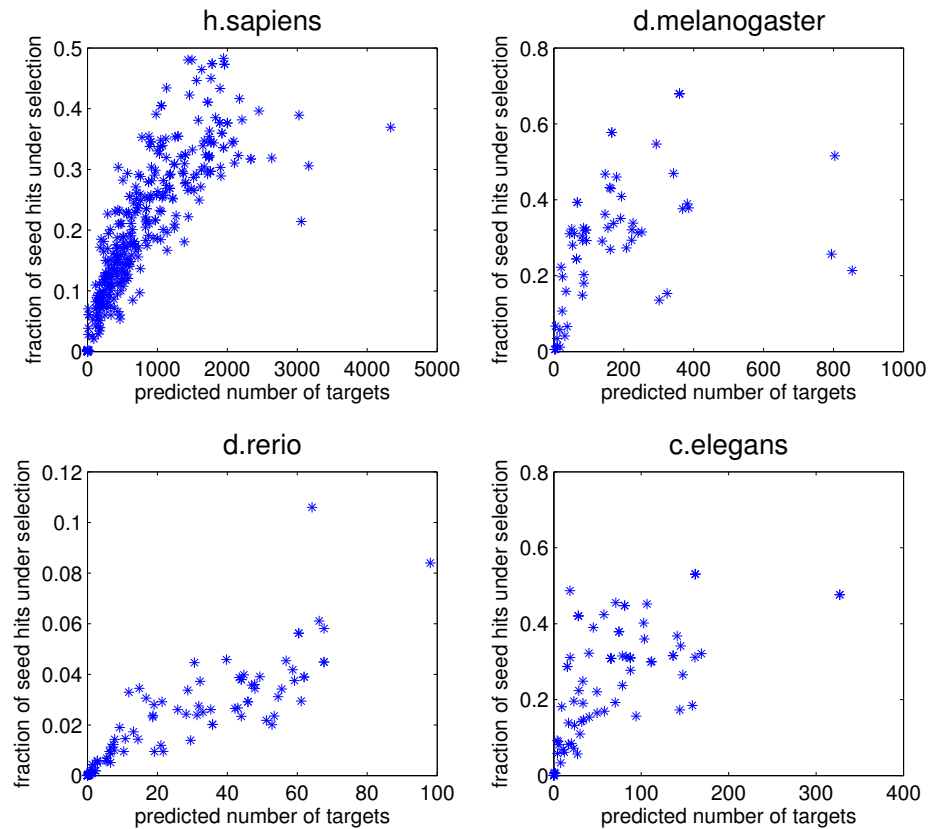 h.sapiens
fraction of seed hits under selection
0.5
0.4
0.3
0.2
0.1
0
0 1000 2000 3000 4000 5000
predicted number of targets
d.melanogaster
fraction of seed hits under selection
0.8
0.6
0.4
0.2
0
0 200 400 600 800 1000
predicted number of targets
d.rerio
fraction of seed hits under selection
0.12
0.1
0.08
0.06
0.04
0.02
0
0 20 40 60 80 100
predicted number of targets
c.elegans
fraction of seed hits under selection
0.8
0.6
0.4
0.2
0
0 100 200 300 400
predicted number of targets